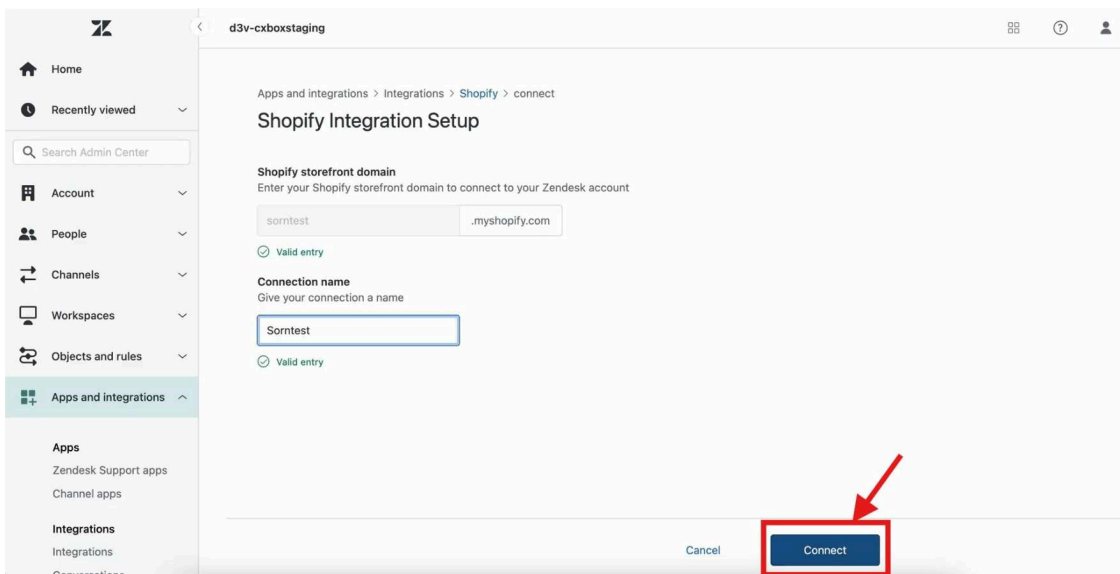 d3v-cxboxstaging
Home
Recently viewed
Search Admin Center
Account
People
Channels
Workspaces
Objects and rules
Apps and integrations
Apps
Zendesk Support apps
Channel apps
Integrations
Integrations
Conversations
Apps and integrations > Integrations > Shopify > connect
Shopify Integration Setup
Shopify storefront domain
Enter your Shopify storefront domain to connect to your Zendesk account
sorntest .myshopify.com
Valid entry
Connection name
Give your connection a name
Sorntest
Valid entry
Cancel Connect